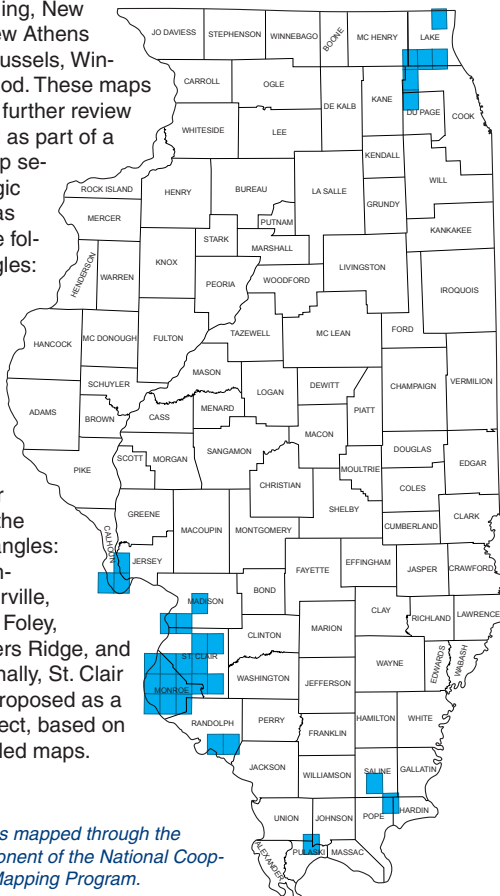 ing, New
ew Athens
ussels, Win-
od. These maps
further review
as part of a
p se-
gic
as
e fol-
gles:
r
the
angles:
n-
erville,
Foley,
ers Ridge, and
nally, St. Clair
roposed as a
ect, based on
led maps.
s mapped through the
onent of the National Coop-
Mapping Program.
JO DAVIESS
STEPHENSON
WINNEBAGO
BOONE
MC HENRY
LAKE
CARROLL
OGLE
DE KALB
KANE
DU PAGE
COOK
WHITESIDE
LEE
KENDALL
WILL
ROCK ISLAND
HENRY
BUREAU
LA SALLE
GRUNDY
MERCER
PUTNAM
KANKAKEE
STARK
MARSHALL
HENDERSON
WARREN
KNOX
PEORIA
WOODFORD
LIVINGSTON
IROQUOIS
HANCOCK
MC DONOUGH
FULTON
TAZEWELL
MC LEAN
FORD
SCHUYLER
MASON
LOGAN
DEWITT
CHAMPAIGN
VERMILION
ADAMS
BROWN
CASS
MENARD
PIATT
MACON
SCOTT
MORGAN
SANGAMON
DOUGLAS
EDGAR
PIKE
CHRISTIAN
MOULTRIE
COLES
SHELBY
GREENE
MACOUPIN
MONTGOMERY
CUMBERLAND
CLARK
CALHOUN
JERSEY
FAYETTE
EFFINGHAM
JASPER
CRAWFORD
MADISON
BOND
CLAY
RICHLAND
LAWRENCE
CLINTON
MARION
ST. CLAIR
WAYNE
EDWARDS
WABASH
WASHINGTON
JEFFERSON
MONROE
RANDOLPH
PERRY
HAMILTON
WHITE
FRANKLIN
JACKSON
WILLIAMSON
SALINE
GALLATIN
UNION
JOHNSON
POPE
HARDIN
ALEXANDER
PULASKI
MASSAC